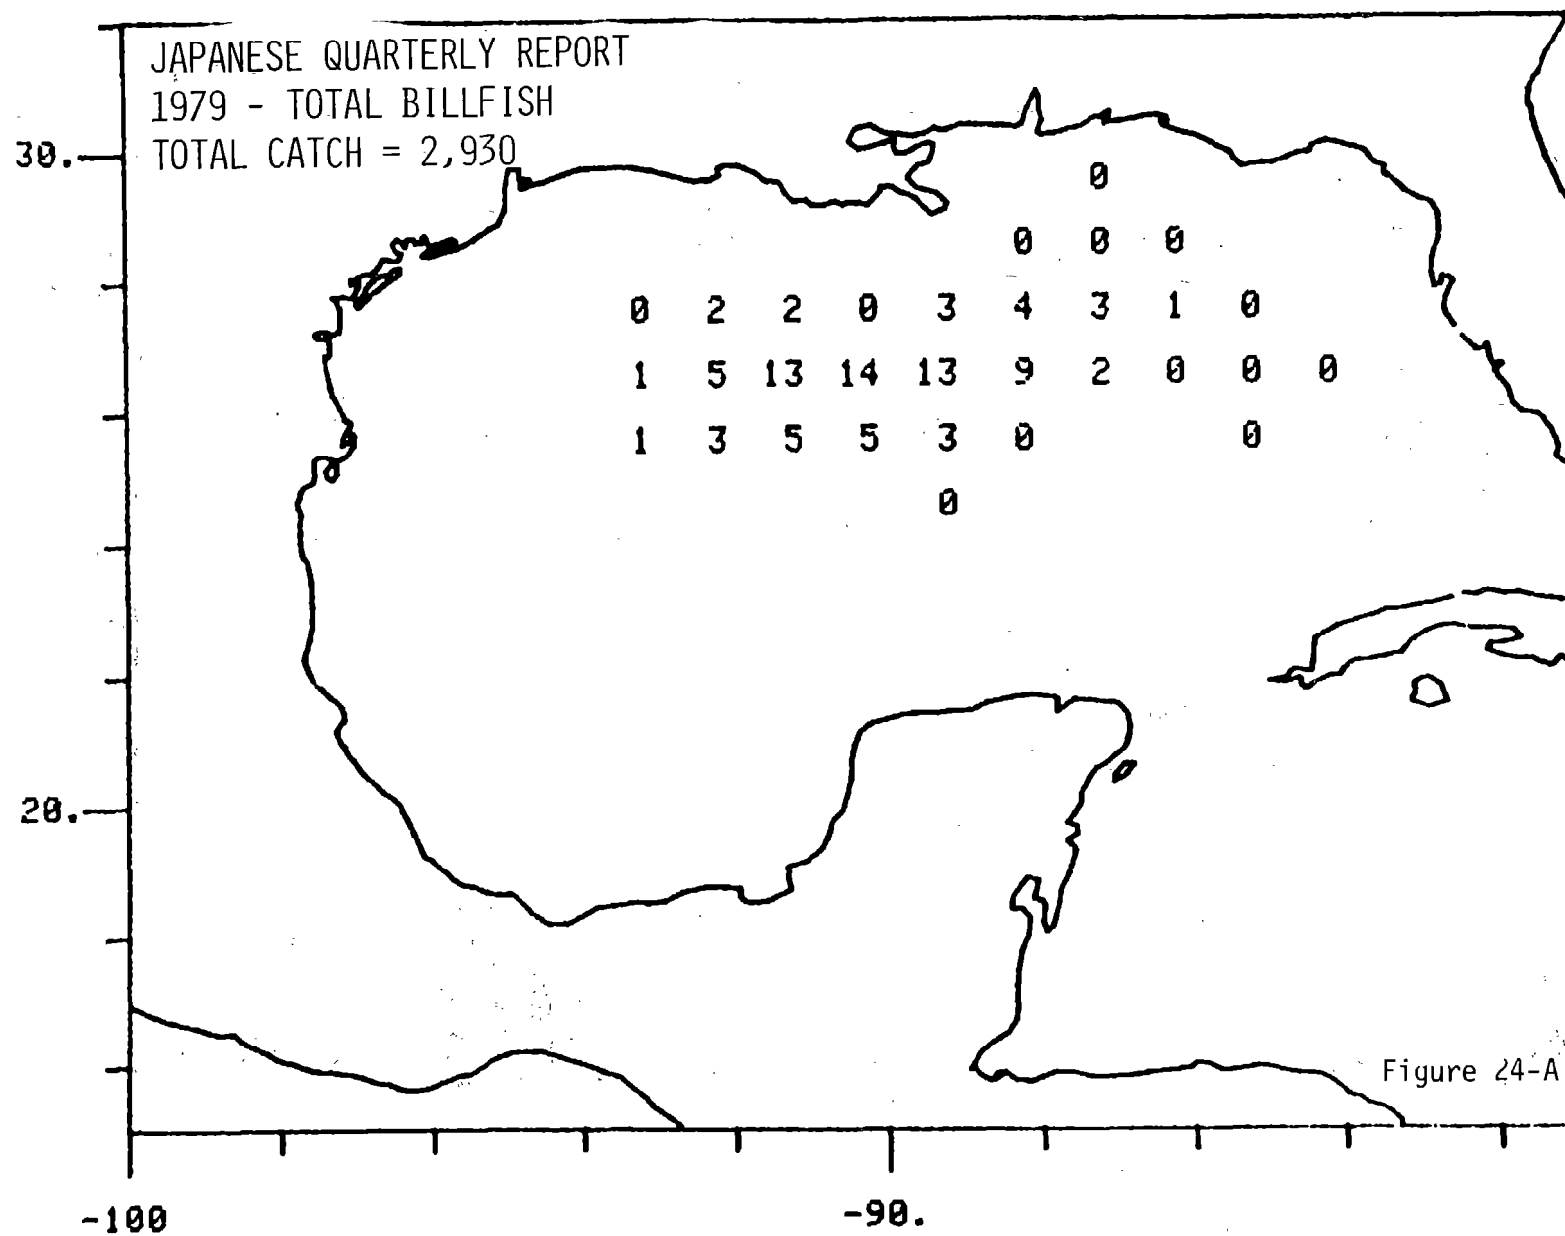 JAPANESE QUARTERLY REPORT
1979 - TOTAL BILLFISH
TOTAL CATCH = 2,930
30.
0
0 0 0
0 2 2 0 3 4 3 1 0
1 5 13 14 13 9 2 0 0 0
1 3 5 5 3 0 0
0
20.
Figure 24-A
-100 -90.